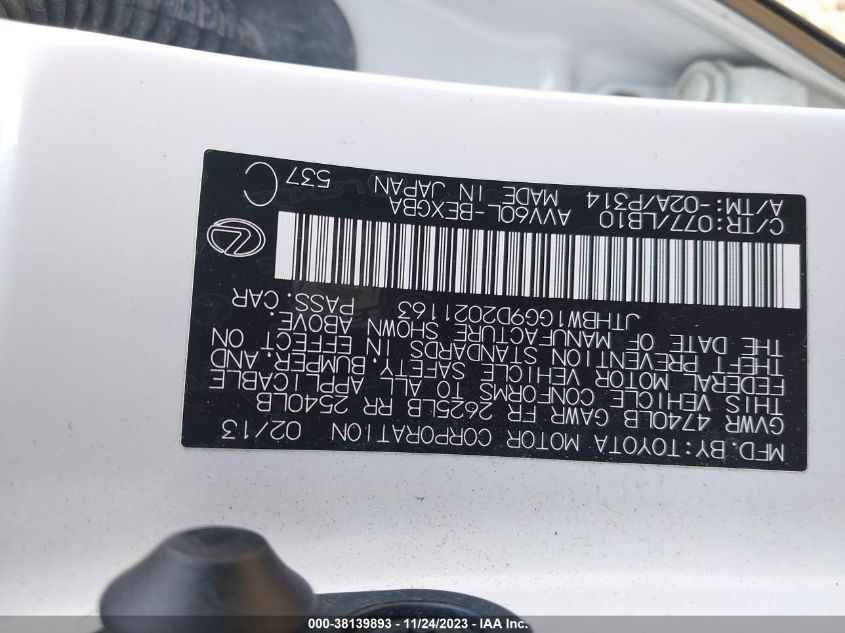 MFD. BY: TOYOTA MOTOR CORPORATION 02/13
GVWR 4740LB GAWR FR 2625LB RR 2540LB
THIS VEHICLE CONFORMS TO ALL APPLICABLE
FEDERAL MOTOR VEHICLE SAFETY, BUMPER, AND
THEFT PREVENTION STANDARDS IN EFFECT ON
THE DATE OF MANUFACTURE SHOWN ABOVE.
JTHBW1GG9D2021163 PASS. CAR
C/TR:077/LB10 AVV60L-BEXGBA
A/TM:-02A/P314 MADE IN JAPAN 537 C
000-38139893 - 11/24/2023 - IAA Inc.